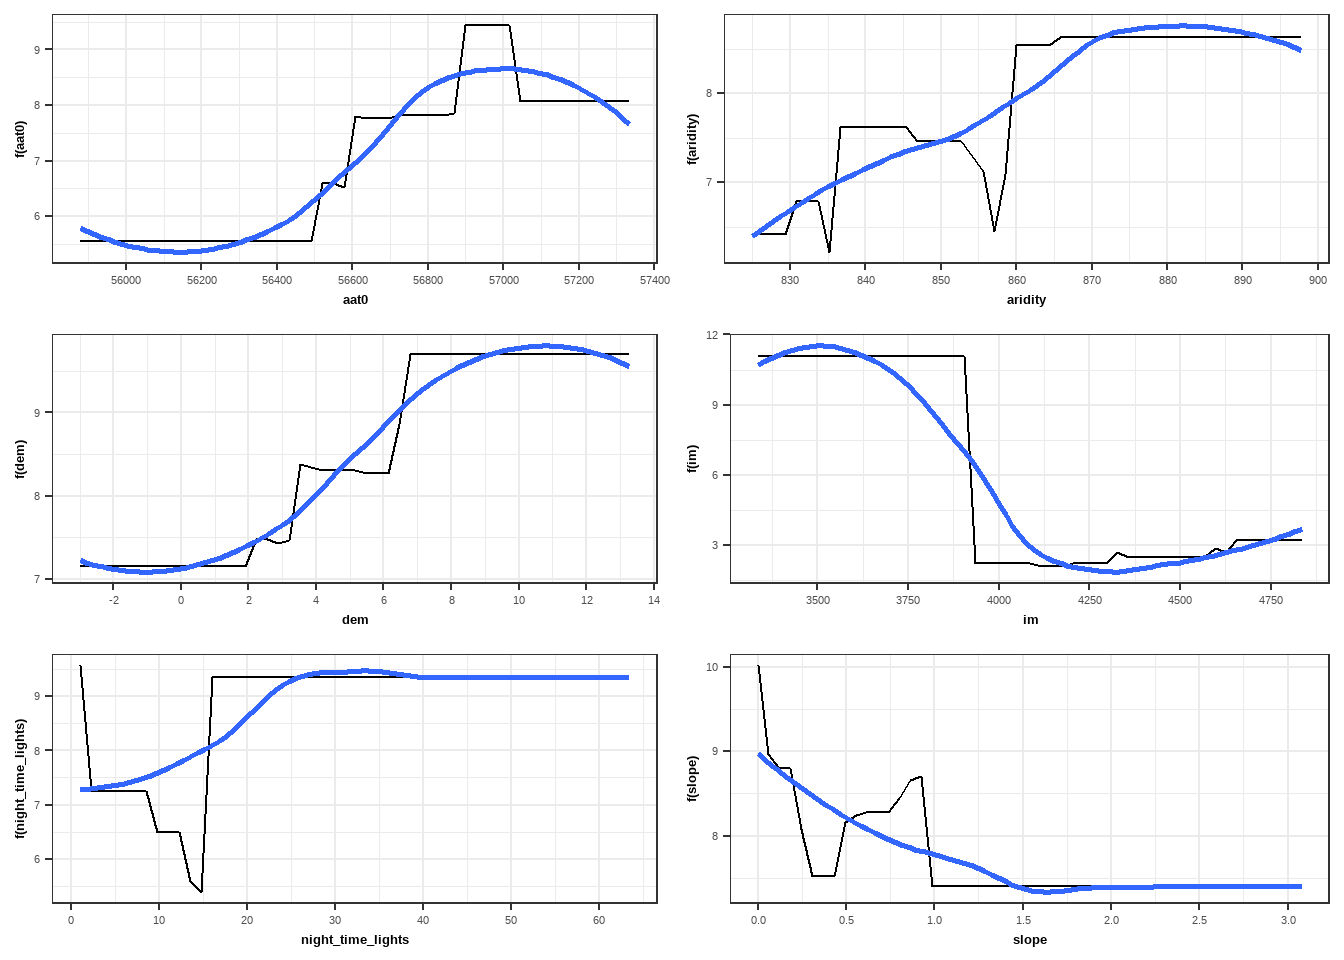 f(aat0)
9
8
7
6
56000 56200 56400 56600 56800 57000 57200 57400
aat0
f(aridity)
8
7
830 840 850 860 870 880 890 900
aridity
f(dem)
9
8
7
-2 0 2 4 6 8 10 12 14
dem
f(im)
12
9
6
3
3500 3750 4000 4250 4500 4750
im
f(night_time_lights)
9
8
7
6
0 10 20 30 40 50 60
night_time_lights
f(slope)
10
9
8
0.0 0.5 1.0 1.5 2.0 2.5 3.0
slope